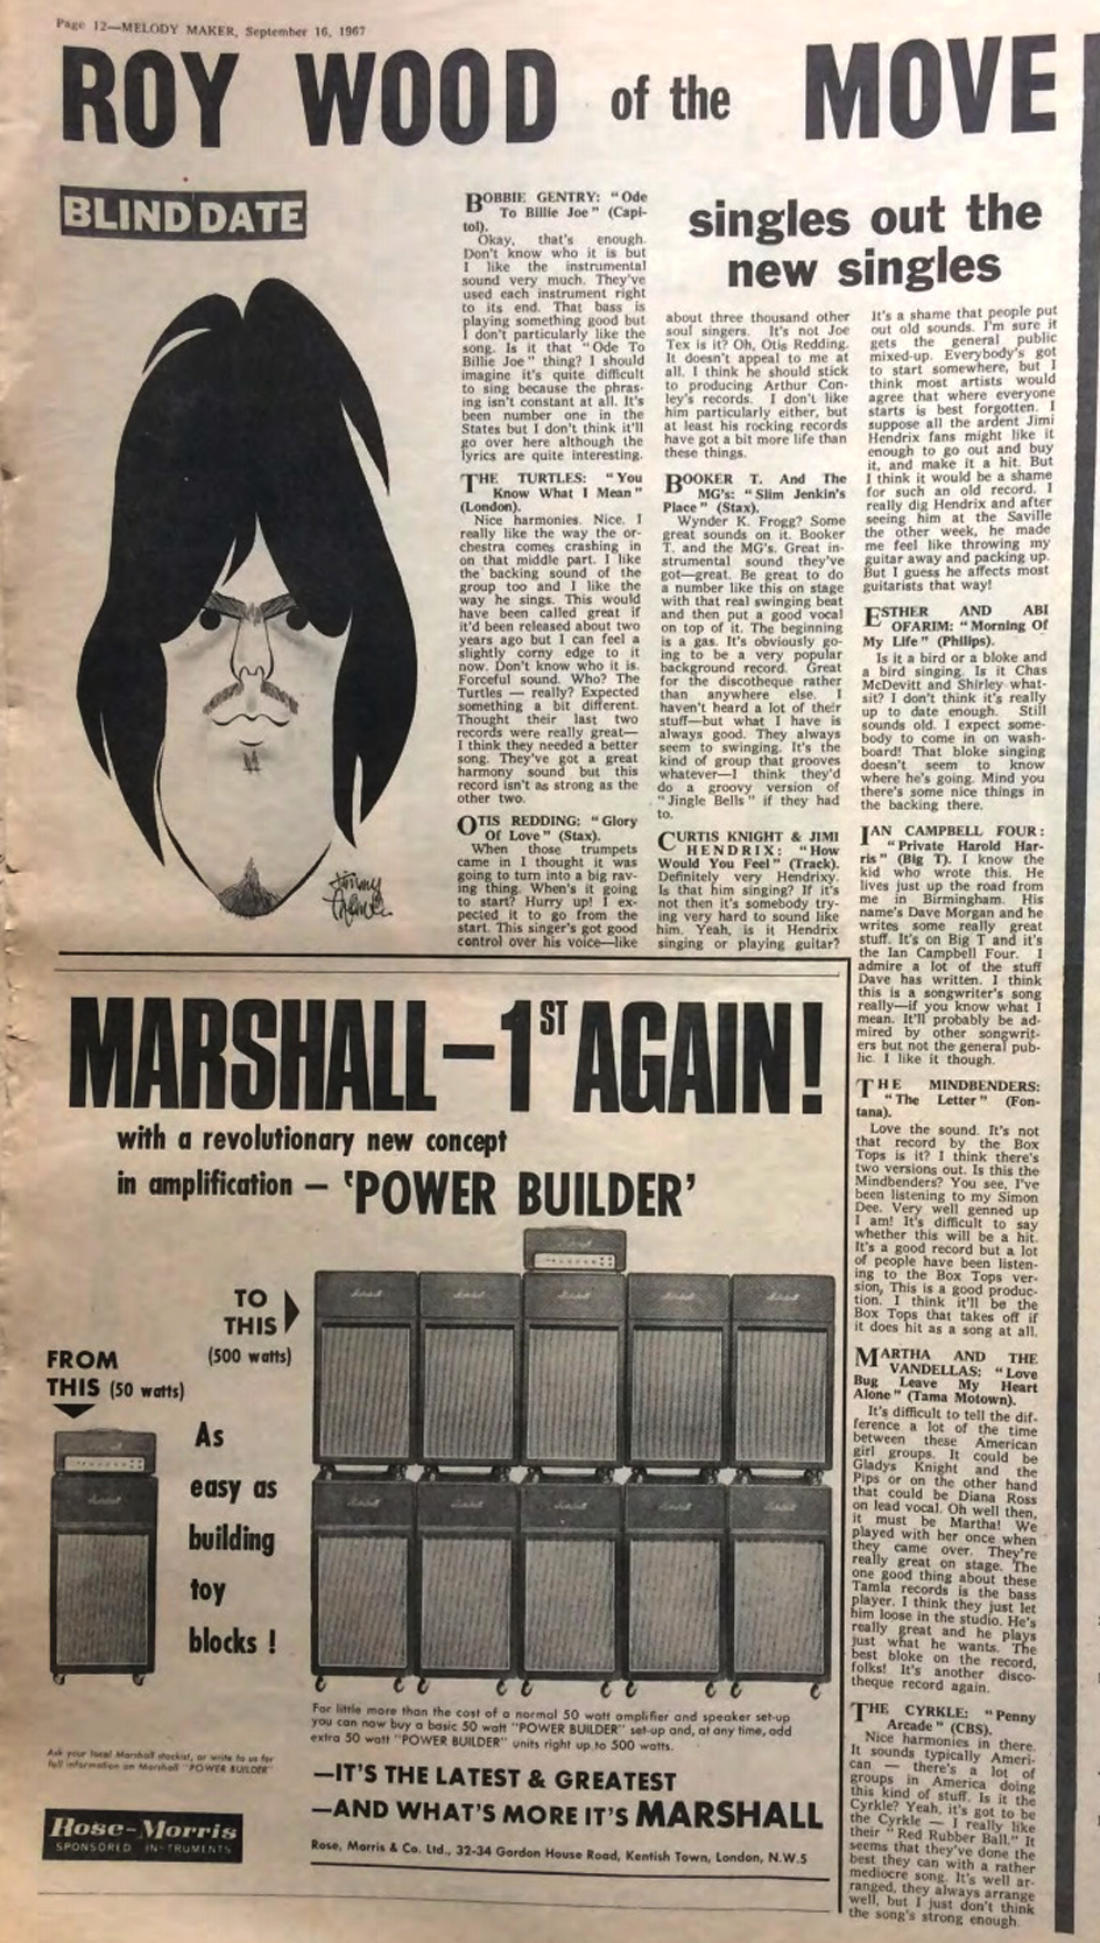 Page 12—MELODY MAKER, September 16, 1967
ROY WOOD of the MOVE
BLIND DATE
singles out the
new singles
BOBBIE GENTRY: "Ode
To Billie Joe" (Capi-
tol).
Okay, that's enough.
Don't know who it is but
I like the instrumental
sound very much. They've
used each instrument right
to its end. That bass is
playing something good but
I don't particularly like the
song. Is it that "Ode To
Billie Joe" thing? I should
imagine it's quite difficult
to sing because the phras-
ing isn't constant at all. It's
been number one in the
States but I don't think it'll
go over here although the
lyrics are quite interesting.
THE TURTLES: "You
Know What I Mean"
(London).
Nice harmonies. Nice. I
really like the way the or-
chestra comes crashing in
on that middle part. I like
the backing sound of the
group too and I like the
way he sings. This would
have been called great if
it'd been released about two
years ago but I can feel a
slightly corny edge to it
now. Don't know who it is.
Forceful sound. Who? The
Turtles — really? Expected
something a bit different.
Thought their last two
records were really great—
I think they needed a better
song. They've got a great
harmony sound but this
record isn't as strong as the
other two.
OTIS REDDING: "Glory
Of Love" (Stax).
When those trumpets
came in I thought it was
going to turn into a big rav-
ing thing. When's it going
to start? Hurry up! I ex-
pected it to go from the
start. This singer's got good
control over his voice—like
about three thousand other
soul singers. It's not Joe
Tex is it? Oh, Otis Redding.
It doesn't appeal to me at
all. I think he should stick
to producing Arthur Con-
ley's records. I don't like
him particularly either, but
at least his rocking records
have got a bit more life than
these things.
BOOKER T. And The
MG's: "Slim Jenkin's
Place" (Stax).
Wynder K. Frogg? Some
great sounds on it. Booker
T. and the MG's. Great in-
strumental sound they've
got—great. Be great to do
a number like this on stage
with that real swinging beat
and then put a good vocal
on top of it. The beginning
is a gas. It's obviously go-
ing to be a very popular
background record. Great
for the discotheque rather
than anywhere else. I
haven't heard a lot of their
stuff—but what I have is
always good. They always
seem to swinging. It's the
kind of group that grooves
whatever—I think they'd
do a groovy version of
"Jingle Bells" if they had
to.
CURTIS KNIGHT & JIMI
HENDRIX: "How
Would You Feel" (Track).
Definitely very Hendrixy.
Is that him singing? If it's
not then it's somebody try-
ing very hard to sound like
him. Yeah, is it Hendrix
singing or playing guitar?
It's a shame that people put
out old sounds. I'm sure it
gets the general public
mixed-up. Everybody's got
to start somewhere, but I
think most artists would
agree that where everyone
starts is best forgotten. I
suppose all the ardent Jimi
Hendrix fans might like it
enough to go out and buy
it, and make it a hit. But
I think it would be a shame
for such an old record. I
really dig Hendrix and after
seeing him at the Saville
the other week, he made
me feel like throwing my
guitar away and packing up.
But I guess he affects most
guitarists that way!
ESTHER AND ABI
OFARIM: "Morning Of
My Life" (Philips).
Is it a bird or a bloke and
a bird singing. Is it Chas
McDevitt and Shirley what-
sit? I don't think it's really
up to date enough. Still
sounds old. I expect some-
body to come in on wash-
board! That bloke singing
doesn't seem to know
where he's going. Mind you
there's some nice things in
the backing there.
IAN CAMPBELL FOUR:
"Private Harold Har-
ris" (Big T). I know the
kid who wrote this. He
lives just up the road from
me in Birmingham. His
name's Dave Morgan and he
writes some really great
stuff. It's on Big T and it's
the Ian Campbell Four. I
admire a lot of the stuff
Dave has written. I think
this is a songwriter's song
really—if you know what I
mean. It'll probably be ad-
mired by other songwrit-
ers but not the general pub-
lic. I like it though.
THE MINDBENDERS:
"The Letter" (Fon-
tana).
Love the sound. It's not
that record by the Box
Tops is it? I think there's
two versions out. Is this the
Mindbenders? You see, I've
been listening to my Simon
Dee. Very well genned up
I am! It's difficult to say
whether this will be a hit.
It's a good record but a lot
of people have been listen-
ing to the Box Tops ver-
sion, This is a good produc-
tion. I think it'll be the
Box Tops that takes off if
it does hit as a song at all.
MARTHA AND THE
VANDELLAS: "Love
Bug Leave My Heart
Alone" (Tama Motown).
It's difficult to tell the dif-
ference a lot of the time
between these American
girl groups. It could be
Gladys Knight and the
Pips or on the other hand
that could be Diana Ross
on lead vocal. Oh well then,
it must be Martha! We
played with her once when
they came over. They're
really great on stage. The
one good thing about these
Tamla records is the bass
player. I think they just let
him loose in the studio. He's
really great and he plays
just what he wants. The
best bloke on the record,
folks! It's another disco-
theque record again.
THE CYRKLE: "Penny
Arcade" (CBS).
Nice harmonies in there.
It sounds typically Ameri-
can — there's a lot of
groups in America doing
this kind of stuff. Is it the
Cyrkle? Yeah, it's got to be
the Cyrkle — I really like
their "Red Rubber Ball." It
seems that they've done the
best they can with a rather
mediocre song. It's well ar-
ranged, they always arrange
well, but I just don't think
the song's strong enough.
MARSHALL – 1ST AGAIN!
with a revolutionary new concept
in amplification – 'POWER BUILDER'
TO
THIS
(500 watts)
FROM
THIS (50 watts)
As
easy as
building
toy
blocks !
Marshall
For little more than the cost of a normal 50 watt amplifier and speaker set-up
you can now buy a basic 50 watt "POWER BUILDER" set-up and, at any time, add
extra 50 watt "POWER BUILDER" units right up to 500 watts.
Ask your local Marshall stockist, or write to us for
full information on Marshall "POWER BUILDER"
—IT'S THE LATEST & GREATEST
—AND WHAT'S MORE IT'S MARSHALL
Rose-Morris
SPONSORED INSTRUMENTS
Rose, Morris & Co. Ltd., 32-34 Gordon House Road, Kentish Town, London, N.W.5